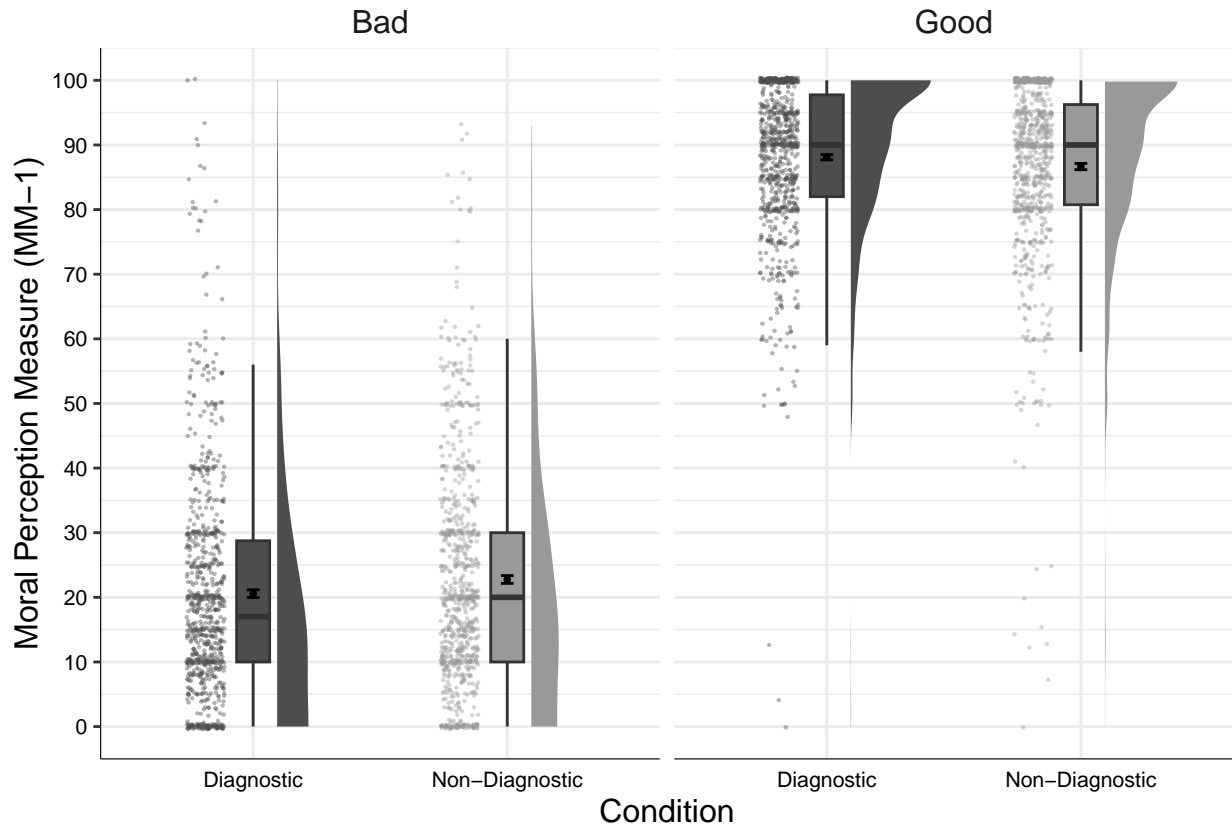 Bad
Good
Moral Perception Measure (MM−1)
100
90
80
70
60
50
40
30
20
10
0
Diagnostic
Non−Diagnostic
Diagnostic
Non−Diagnostic
Condition